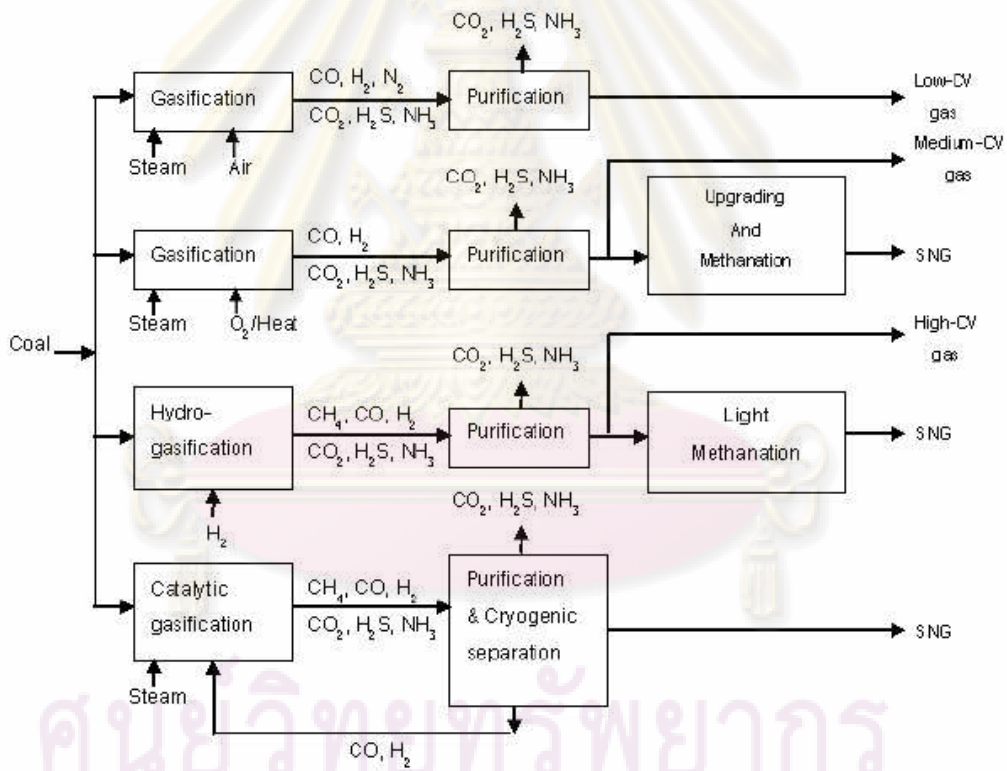 CO₂, H₂S, NH₃
Gasification
CO, H₂, N₂
CO₂, H₂S, NH₃
Purification
Low-CV
gas
Steam
Air
Medium-CV
gas
CO₂, H₂S, NH₃
Gasification
CO, H₂
CO₂, H₂S, NH₃
Purification
Upgrading
And
Methanation
SNG
Steam
O₂/Heat
Coal
High-CV
gas
CO₂, H₂S, NH₃
Hydro-
gasification
CH₄, CO, H₂
CO₂, H₂S, NH₃
Purification
Light
Methanation
SNG
H₂
CO₂, H₂S, NH₃
Catalytic
gasification
CH₄, CO, H₂
CO₂, H₂S, NH₃
Purification
& Cryogenic
separation
SNG
Steam
CO, H₂
ศูนย์วิทยทรัพยากร